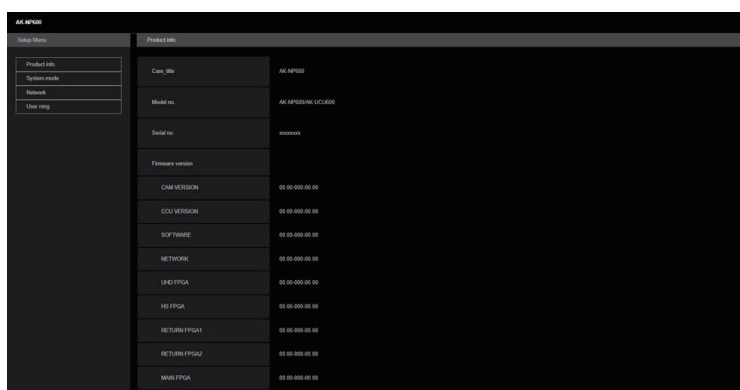 AK-NP600
Setup Menu
Product info.
Product info.
System mode
Network
User mng.
Cam_title AK-NP600
Model no. AK-NP600/AK-UCU600
Serial no. xxxxxxxx
Firmware version
CAM VERSION 00.00-000-00.00
CCU VERSION 00.00-000-00.00
SOFTWARE 00.00-000-00.00
NETWORK 00.00-000-00.00
UHD FPGA 00.00-000-00.00
HS FPGA 00.00-000-00.00
RETURN FPGA1 00.00-000-00.00
RETURN FPGA2 00.00-000-00.00
MAIN FPGA 00.00-000-00.00